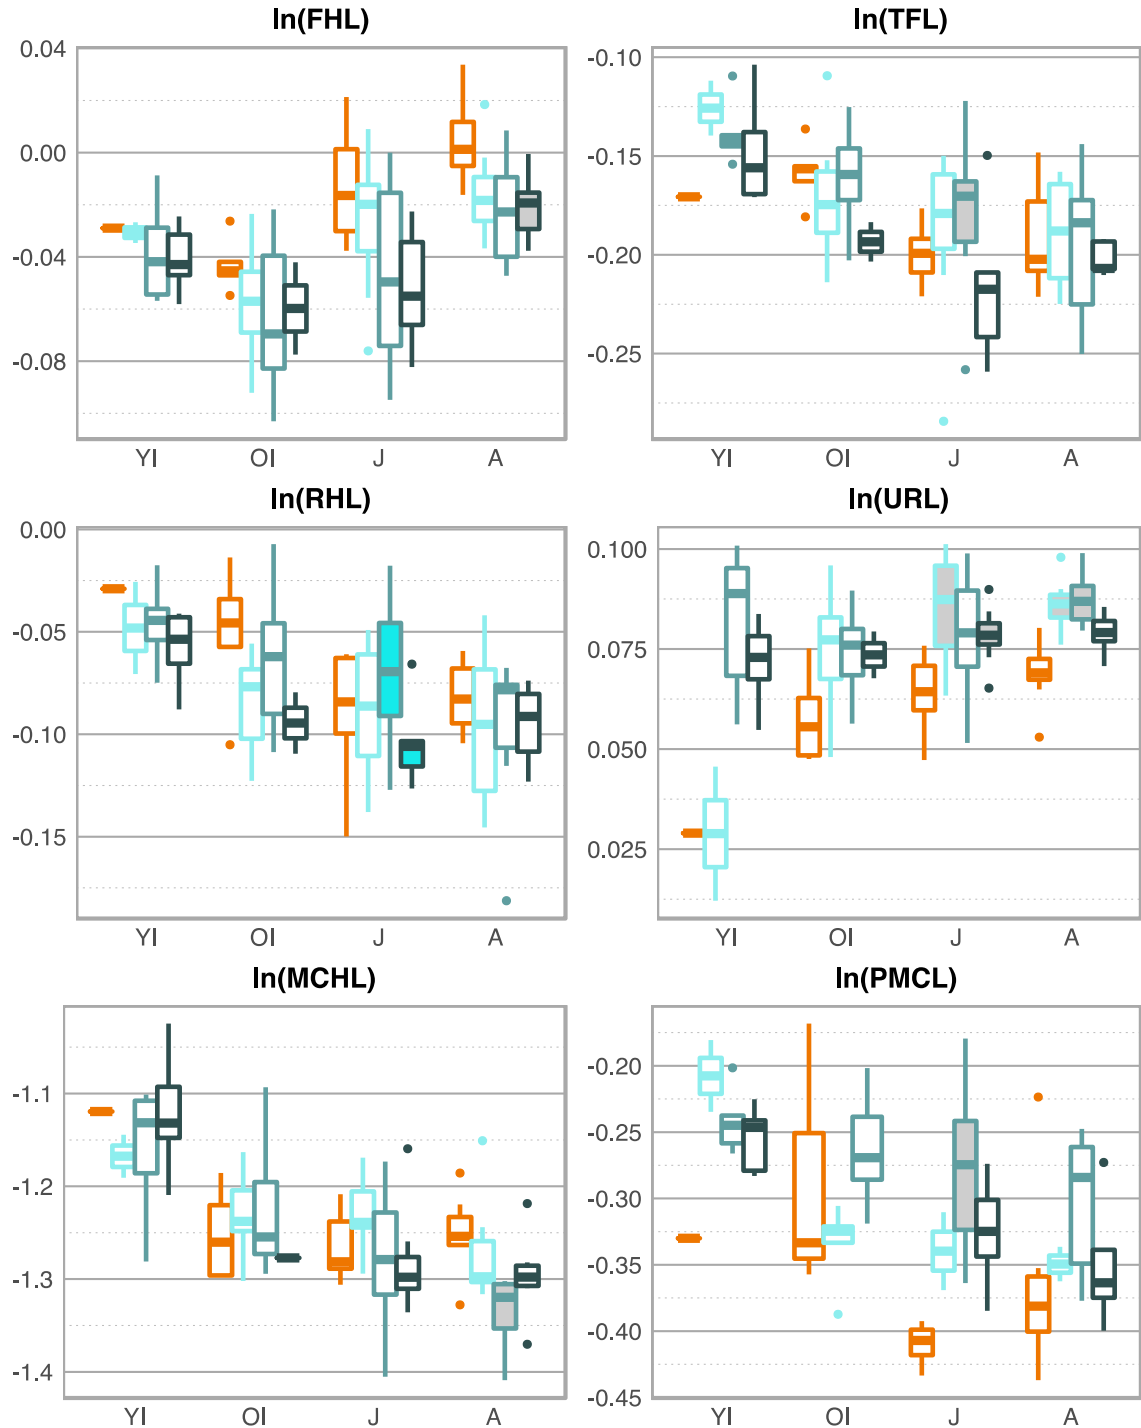 ln(FHL)
0.04
0.00
-0.04
-0.08
YI OI J A
ln(TFL)
-0.10
-0.15
-0.20
-0.25
YI OI J A
ln(RHL)
0.00
-0.05
-0.10
-0.15
YI OI J A
ln(URL)
0.100
0.075
0.050
0.025
YI OI J A
ln(MCHL)
-1.1
-1.2
-1.3
-1.4
YI OI J A
ln(PMCL)
-0.20
-0.25
-0.30
-0.35
-0.40
-0.45
YI OI J A